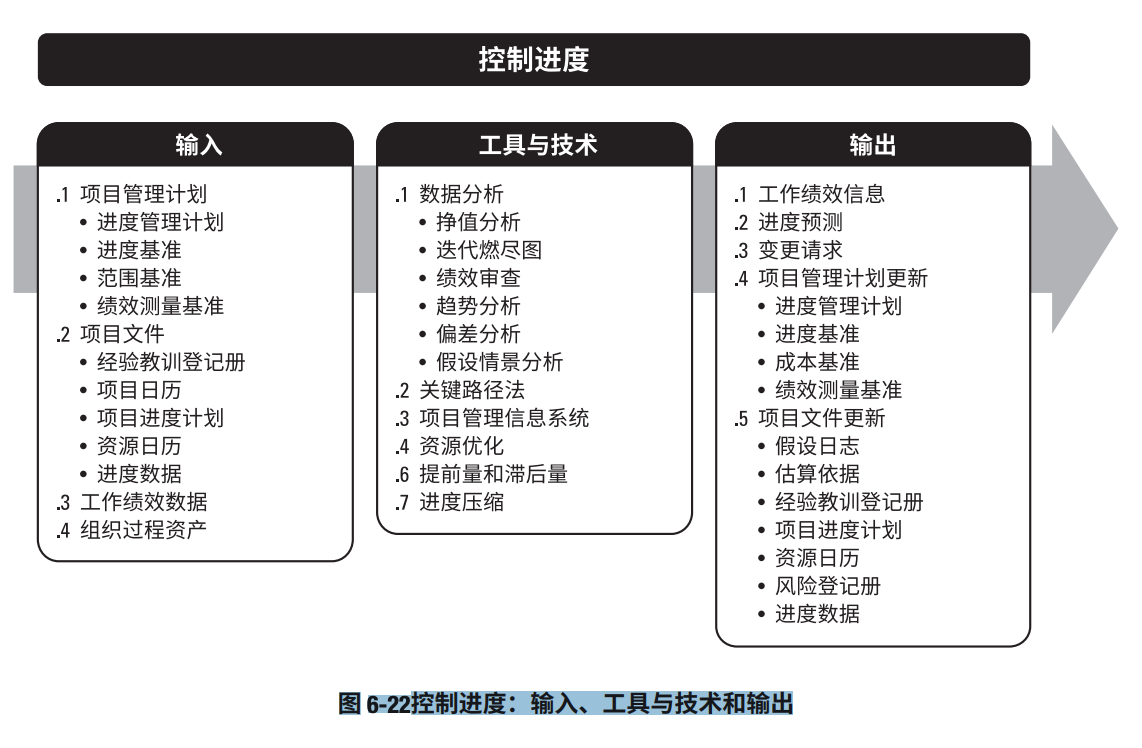 控制进度
输入
.1 项目管理计划
• 进度管理计划
• 进度基准
• 范围基准
• 绩效测量基准
.2 项目文件
• 经验教训登记册
• 项目日历
• 项目进度计划
• 资源日历
• 进度数据
.3 工作绩效数据
.4 组织过程资产
工具与技术
.1 数据分析
• 挣值分析
• 迭代燃尽图
• 绩效审查
• 趋势分析
• 偏差分析
• 假设情景分析
.2 关键路径法
.3 项目管理信息系统
.4 资源优化
.6 提前量和滞后量
.7 进度压缩
输出
.1 工作绩效信息
.2 进度预测
.3 变更请求
.4 项目管理计划更新
• 进度管理计划
• 进度基准
• 成本基准
• 绩效测量基准
.5 项目文件更新
• 假设日志
• 估算依据
• 经验教训登记册
• 项目进度计划
• 资源日历
• 风险登记册
• 进度数据
图 6-22控制进度：输入、工具与技术和输出